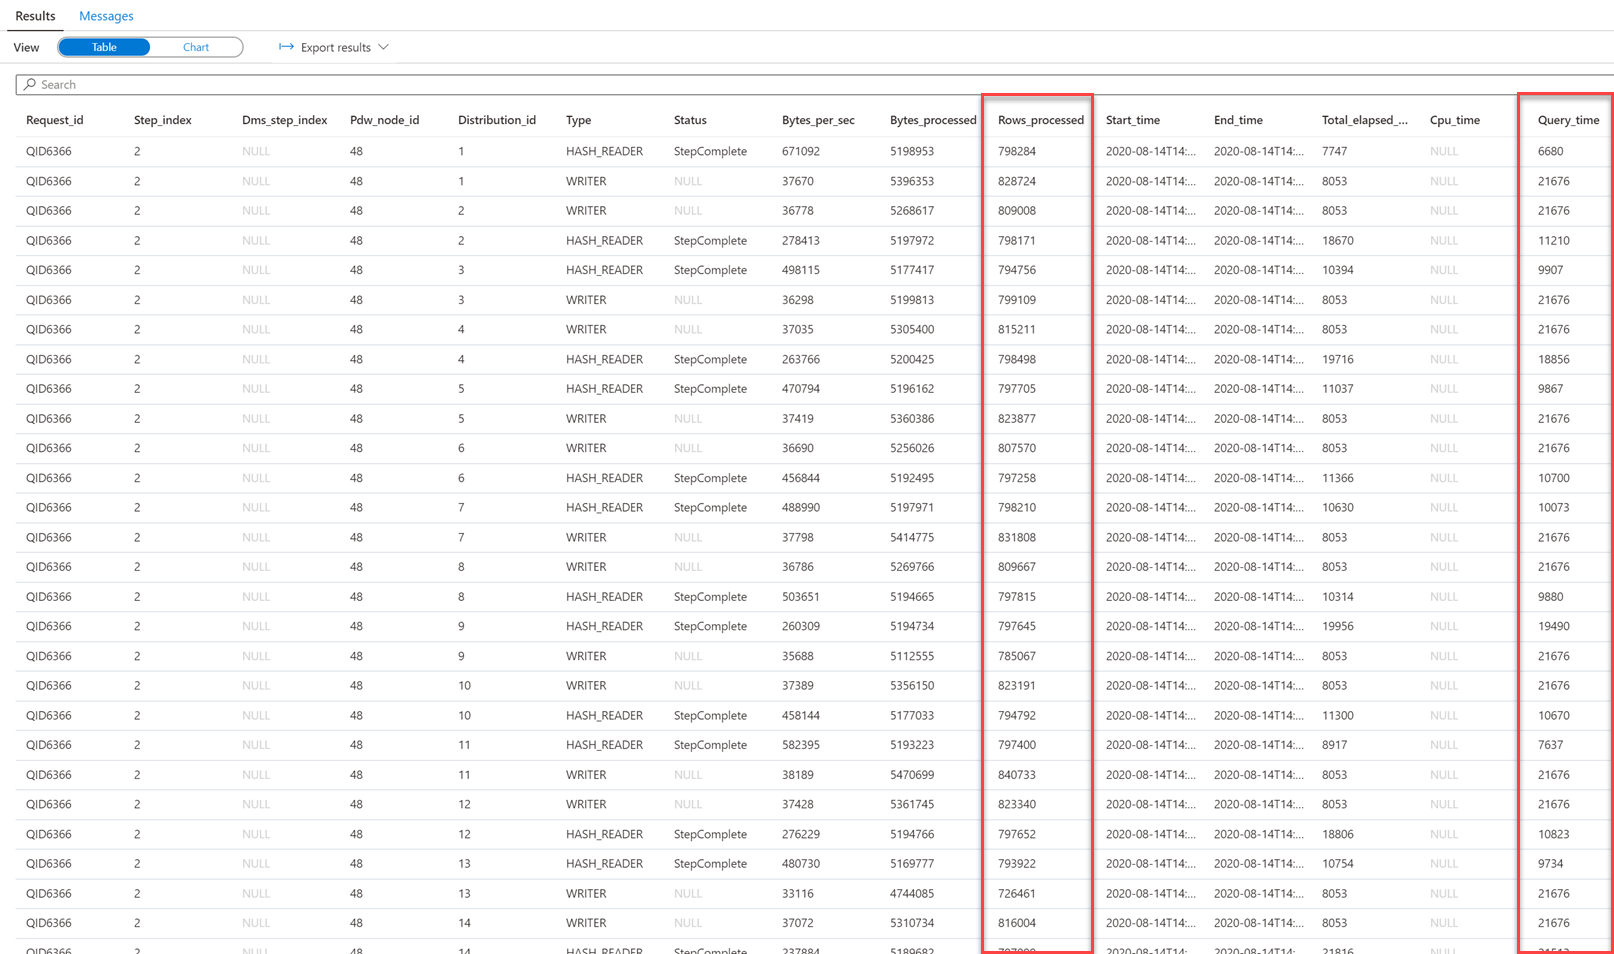 Results Messages
View Table Chart Export results
Search
Request_id Step_index Dms_step_index Pdw_node_id Distribution_id Type Status Bytes_per_sec Bytes_processed Rows_processed Start_time End_time Total_elapsed_... Cpu_time Query_time
QID6366 2 NULL 48 1 HASH_READER StepComplete 671092 5198953 798284 2020-08-14T14:... 2020-08-14T14:... 7747 NULL 6680
QID6366 2 NULL 48 1 WRITER NULL 37670 5396353 828724 2020-08-14T14:... 2020-08-14T14:... 8053 NULL 21676
QID6366 2 NULL 48 2 WRITER NULL 36778 5268617 809008 2020-08-14T14:... 2020-08-14T14:... 8053 NULL 21676
QID6366 2 NULL 48 2 HASH_READER StepComplete 278413 5197972 798171 2020-08-14T14:... 2020-08-14T14:... 18670 NULL 11210
QID6366 2 NULL 48 3 HASH_READER StepComplete 498115 5177417 794756 2020-08-14T14:... 2020-08-14T14:... 10394 NULL 9907
QID6366 2 NULL 48 3 WRITER NULL 36298 5199813 799109 2020-08-14T14:... 2020-08-14T14:... 8053 NULL 21676
QID6366 2 NULL 48 4 WRITER NULL 37035 5305400 815211 2020-08-14T14:... 2020-08-14T14:... 8053 NULL 21676
QID6366 2 NULL 48 4 HASH_READER StepComplete 263766 5200425 798498 2020-08-14T14:... 2020-08-14T14:... 19716 NULL 18856
QID6366 2 NULL 48 5 HASH_READER StepComplete 470794 5196162 797705 2020-08-14T14:... 2020-08-14T14:... 11037 NULL 9867
QID6366 2 NULL 48 5 WRITER NULL 37419 5360386 823877 2020-08-14T14:... 2020-08-14T14:... 8053 NULL 21676
QID6366 2 NULL 48 6 WRITER NULL 36690 5256026 807570 2020-08-14T14:... 2020-08-14T14:... 8053 NULL 21676
QID6366 2 NULL 48 6 HASH_READER StepComplete 456844 5192495 797258 2020-08-14T14:... 2020-08-14T14:... 11366 NULL 10700
QID6366 2 NULL 48 7 HASH_READER StepComplete 488990 5197971 798210 2020-08-14T14:... 2020-08-14T14:... 10630 NULL 10073
QID6366 2 NULL 48 7 WRITER NULL 37798 5414775 831808 2020-08-14T14:... 2020-08-14T14:... 8053 NULL 21676
QID6366 2 NULL 48 8 WRITER NULL 36786 5269766 809667 2020-08-14T14:... 2020-08-14T14:... 8053 NULL 21676
QID6366 2 NULL 48 8 HASH_READER StepComplete 503651 5194665 797815 2020-08-14T14:... 2020-08-14T14:... 10314 NULL 9880
QID6366 2 NULL 48 9 HASH_READER StepComplete 260309 5194734 797645 2020-08-14T14:... 2020-08-14T14:... 19956 NULL 19490
QID6366 2 NULL 48 9 WRITER NULL 35688 5112555 785067 2020-08-14T14:... 2020-08-14T14:... 8053 NULL 21676
QID6366 2 NULL 48 10 WRITER NULL 37389 5356150 823191 2020-08-14T14:... 2020-08-14T14:... 8053 NULL 21676
QID6366 2 NULL 48 10 HASH_READER StepComplete 458144 5177033 794792 2020-08-14T14:... 2020-08-14T14:... 11300 NULL 10670
QID6366 2 NULL 48 11 HASH_READER StepComplete 582395 5193223 797400 2020-08-14T14:... 2020-08-14T14:... 8917 NULL 7637
QID6366 2 NULL 48 11 WRITER NULL 38189 5470699 840733 2020-08-14T14:... 2020-08-14T14:... 8053 NULL 21676
QID6366 2 NULL 48 12 WRITER NULL 37428 5361745 823340 2020-08-14T14:... 2020-08-14T14:... 8053 NULL 21676
QID6366 2 NULL 48 12 HASH_READER StepComplete 276229 5194766 797652 2020-08-14T14:... 2020-08-14T14:... 18806 NULL 10823
QID6366 2 NULL 48 13 HASH_READER StepComplete 480730 5169777 793922 2020-08-14T14:... 2020-08-14T14:... 10754 NULL 9734
QID6366 2 NULL 48 13 WRITER NULL 33116 4744085 726461 2020-08-14T14:... 2020-08-14T14:... 8053 NULL 21676
QID6366 2 NULL 48 14 WRITER NULL 37072 5310734 816004 2020-08-14T14:... 2020-08-14T14:... 8053 NULL 21676
QID6366 2 NULL 48 14 HASH_READER StepComplete 2020-08-14T14:... 2020-08-14T14:... NULL